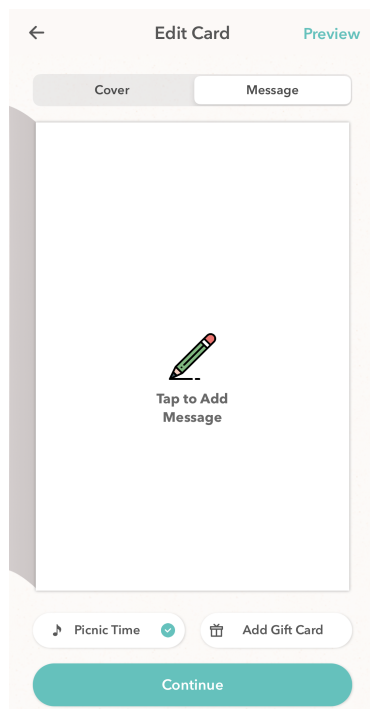 Edit Card
Preview
Cover
Message
Tap to Add
Message
Picnic Time
Add Gift Card
Continue